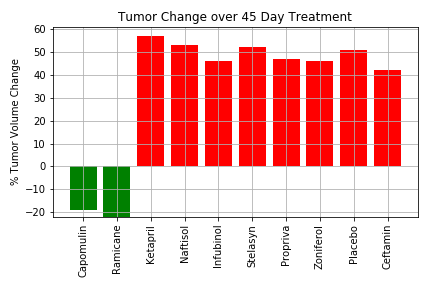 Tumor Change over 45 Day Treatment
% Tumor Volume Change
60
50
40
30
20
10
0
−10
−20
Capomulin
Ramicane
Ketapril
Naftisol
Infubinol
Stelasyn
Propriva
Zoniferol
Placebo
Ceftamin